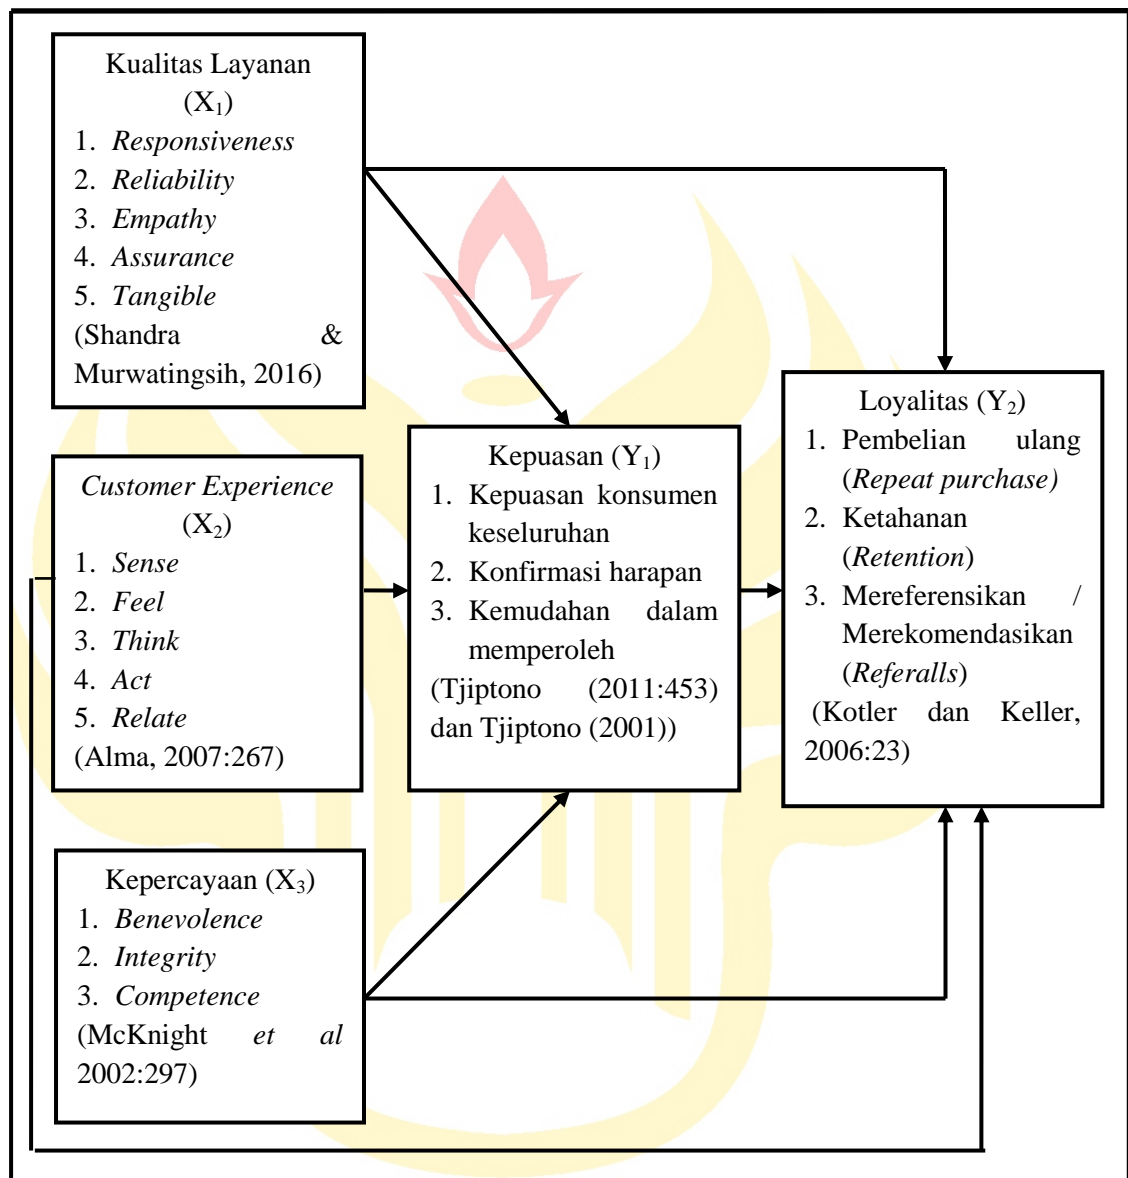 Kualitas Layanan
(X₁)
1. Responsiveness
2. Reliability
3. Empathy
4. Assurance
5. Tangible
(Shandra &
Murwatingsih, 2016)
Customer Experience
(X₂)
1. Sense
2. Feel
3. Think
4. Act
5. Relate
(Alma, 2007:267)
Kepercayaan (X₃)
1. Benevolence
2. Integrity
3. Competence
(McKnight et al
2002:297)
Kepuasan (Y₁)
1. Kepuasan konsumen
keseluruhan
2. Konfirmasi harapan
3. Kemudahan dalam
memperoleh
(Tjiptono (2011:453)
dan Tjiptono (2001))
Loyalitas (Y₂)
1. Pembelian ulang
(Repeat purchase)
2. Ketahanan
(Retention)
3. Mereferensikan /
Merekomendasikan
(Referalls)
(Kotler dan Keller,
2006:23)